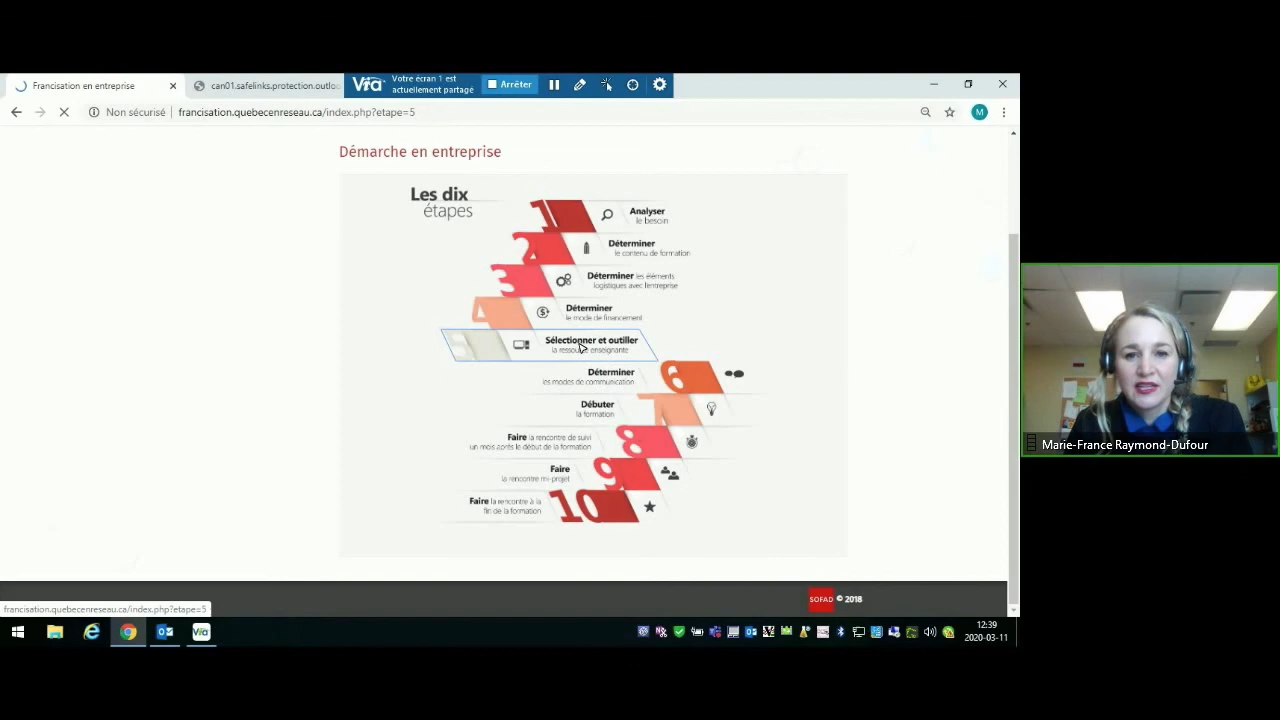 Francisation en entreprise
can01.safelinks.protection.outlo
Via
Votre écran 1 est
actuellement partagé
Arrêter
Non sécurisé
francisation.quebecenreseau.ca/index.php?etape=5
M
Démarche en entreprise
Les dix
étapes
1
Analyser
le besoin
2
Déterminer
le contenu de formation
3
Déterminer les éléments
logistiques avec l'entreprise
4
Déterminer
le mode de financement
5
Sélectionner et outiller
la ressource enseignante
Déterminer
les modes de communication
6
Débuter
la formation
7
Faire la rencontre de suivi
un mois après le début de la formation
8
Faire
la rencontre mi-projet
9
Faire la rencontre à la
fin de la formation
10
SOFAD © 2018
francisation.quebecenreseau.ca/index.php?etape=5
Via
12:39
2020-03-11
Marie-France Raymond-Dufour